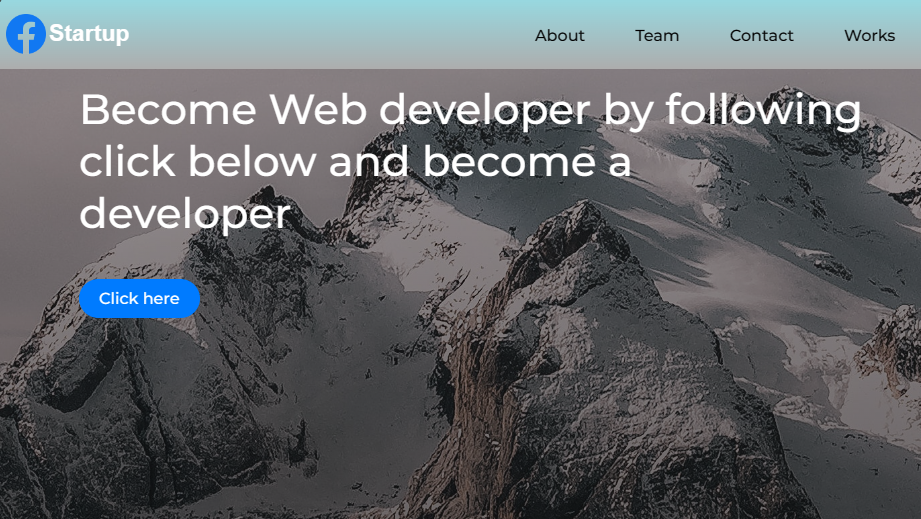 Startup
About
Team
Contact
Works
Become Web developer by following
click below and become a
developer
Click here